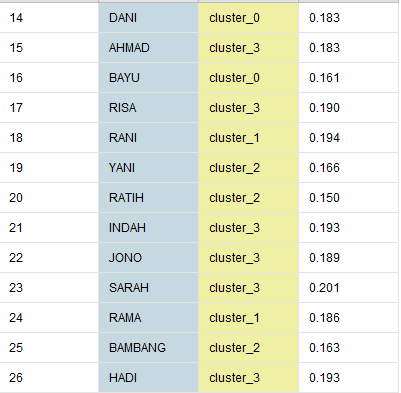 14 DANI cluster_0 0.183
15 AHMAD cluster_3 0.183
16 BAYU cluster_0 0.161
17 RISA cluster_3 0.190
18 RANI cluster_1 0.194
19 YANI cluster_2 0.166
20 RATIH cluster_2 0.150
21 INDAH cluster_3 0.193
22 JONO cluster_3 0.189
23 SARAH cluster_3 0.201
24 RAMA cluster_1 0.186
25 BAMBANG cluster_2 0.163
26 HADI cluster_3 0.193